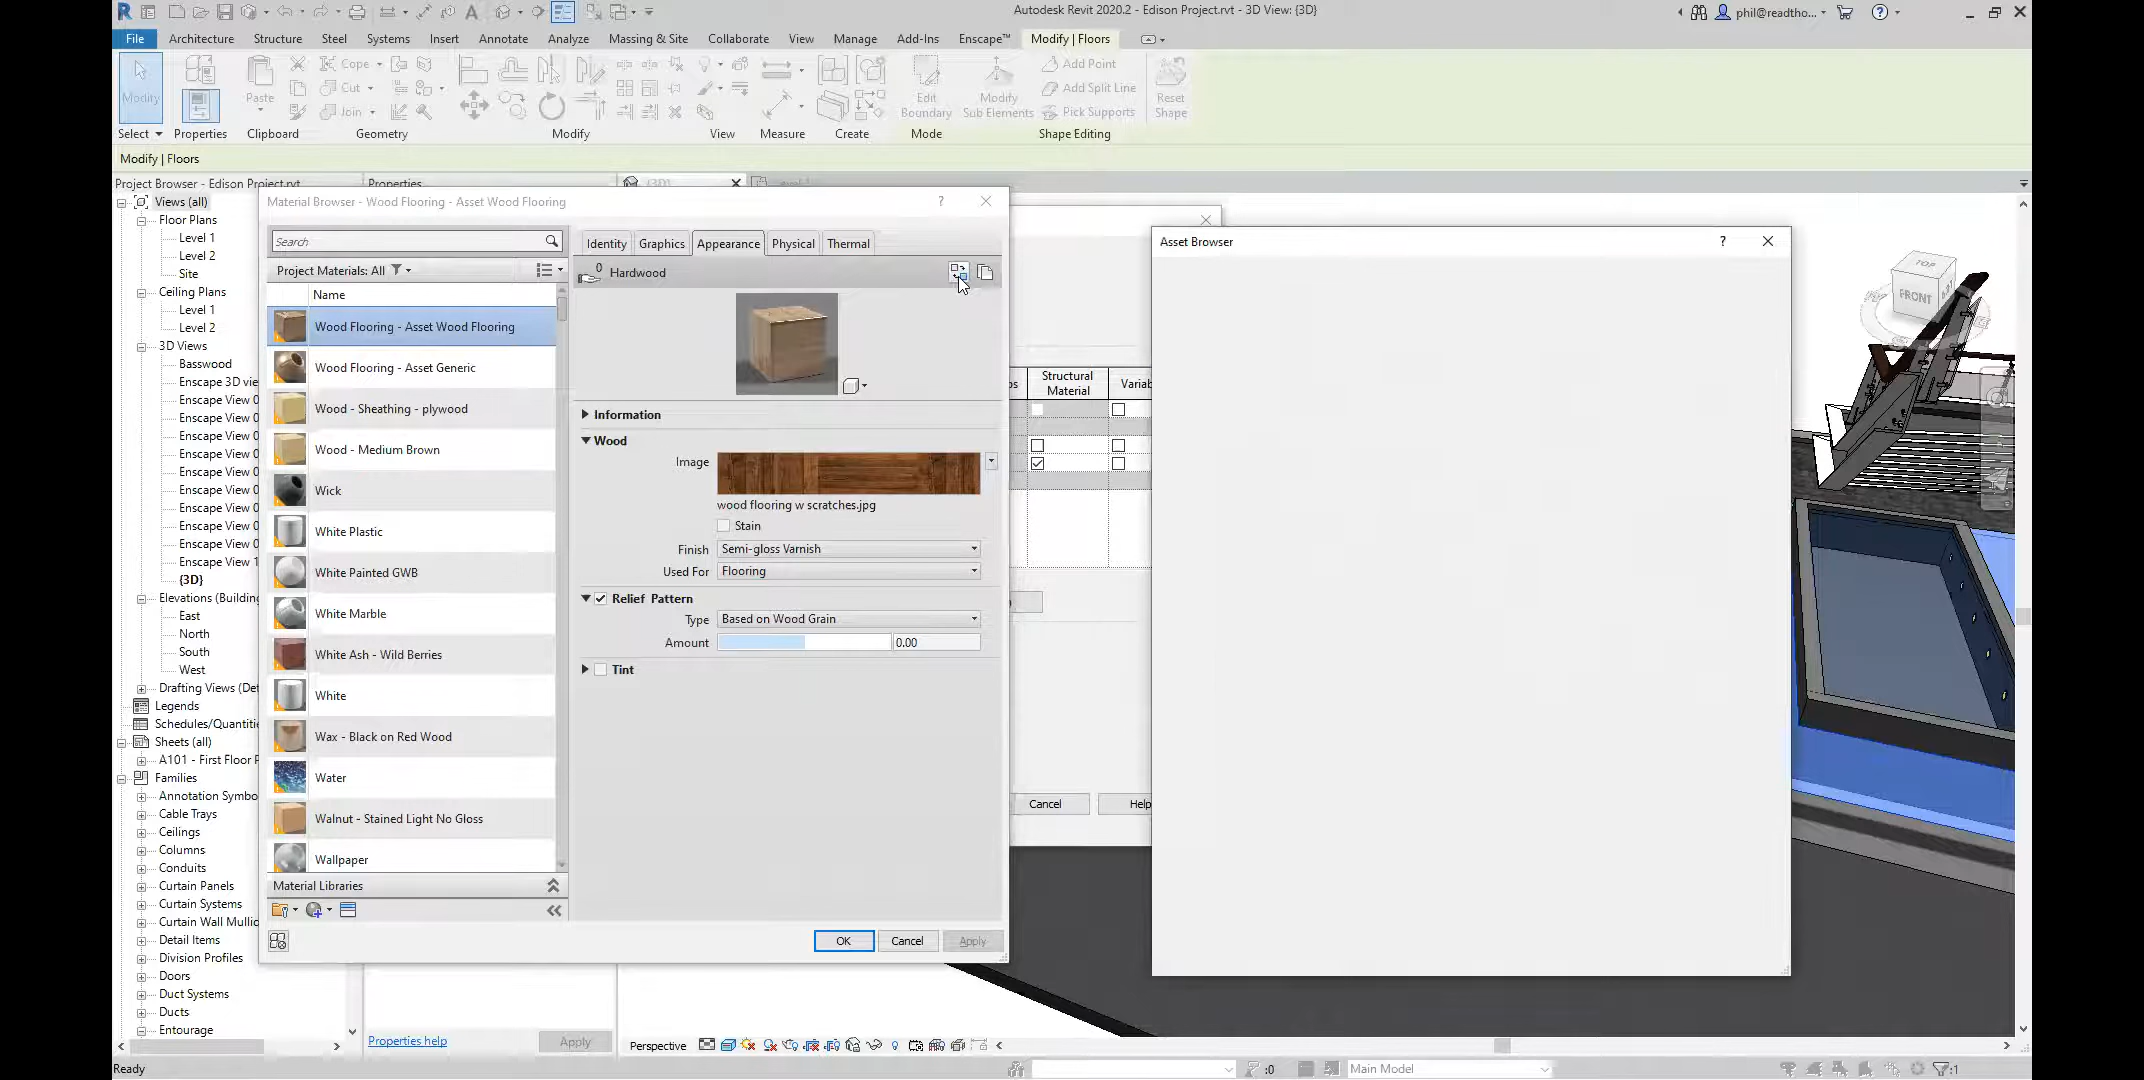 Autodesk Revit 2020.2 - Edison Project.rvt - 3D View: {3D}
phil@readtho...
File
Architecture
Structure
Steel
Systems
Insert
Annotate
Analyze
Massing & Site
Collaborate
View
Manage
Add-Ins
Enscape™
Modify | Floors
Modify
Paste
Cope
Cut
Join
Edit
Boundary
Modify
Sub Elements
Add Point
Add Split Line
Pick Supports
Reset
Shape
Select
Properties
Clipboard
Geometry
Modify
View
Measure
Create
Mode
Shape Editing
Modify | Floors
Project Browser - Edison Project.rvt
Properties
Views (all)
Floor Plans
Level 1
Level 2
Site
Ceiling Plans
Level 1
Level 2
3D Views
Basswood
Enscape 3D vie
Enscape View 0
Enscape View 0
Enscape View 0
Enscape View 0
Enscape View 0
Enscape View 0
Enscape View 0
Enscape View 0
Enscape View 0
Enscape View 1
{3D}
Elevations (Building
East
North
South
West
Drafting Views (Det
Legends
Schedules/Quantitie
Sheets (all)
A101 - First Floor P
Families
Annotation Symbo
Cable Trays
Ceilings
Columns
Conduits
Curtain Panels
Curtain Systems
Curtain Wall Mullic
Detail Items
Division Profiles
Doors
Duct Systems
Ducts
Entourage
Material Browser - Wood Flooring - Asset Wood Flooring
?
Search
Project Materials: All
Name
Wood Flooring - Asset Wood Flooring
Wood Flooring - Asset Generic
Wood - Sheathing - plywood
Wood - Medium Brown
Wick
White Plastic
White Painted GWB
White Marble
White Ash - Wild Berries
White
Wax - Black on Red Wood
Water
Walnut - Stained Light No Gloss
Wallpaper
Material Libraries
Identity
Graphics
Appearance
Physical
Thermal
0
Hardwood
Information
Wood
Image
wood flooring w scratches.jpg
Stain
Finish
Semi-gloss Varnish
Used For
Flooring
Relief Pattern
Type
Based on Wood Grain
Amount
0.00
Tint
OK
Cancel
Apply
Structural
Material
Variab
Cancel
Help
Asset Browser
?
TOP
FRONT
Properties help
Apply
Perspective
Ready
:0
Main Model
:1